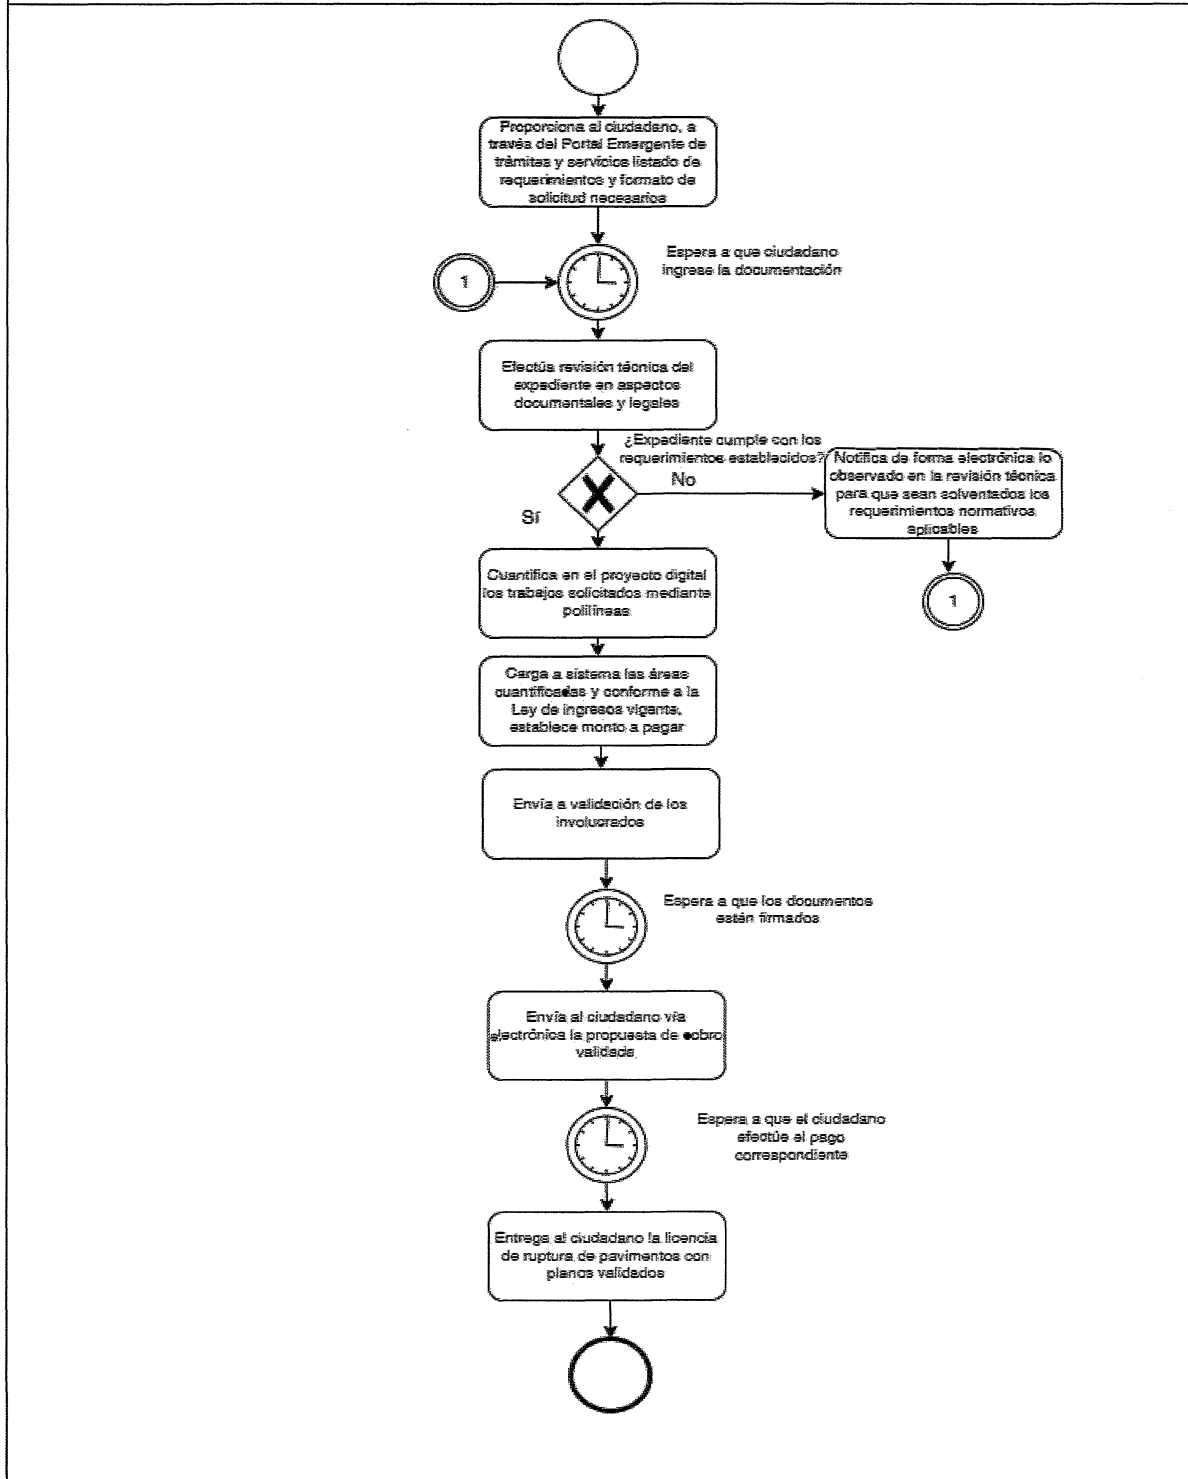 Proporciona al ciudadano, a
través del Portal Emergente de
trámites y servicios listado de
requerimientos y formato de
solicitud necesarios
Espera a que ciudadano
ingrese la documentación
1
Efectúa revisión técnica del
expediente en aspectos
documentales y legales
¿Expediente cumple con los
requerimientos establecidos?
No
Sí
Notifica de forma electrónica lo
observado en la revisión técnica
para que sean solventados los
requerimientos normativos
aplicables
1
Cuantifica en el proyecto digital
los trabajos solicitados mediante
polilíneas
Carga a sistema las áreas
cuantificadas y conforme a la
Ley de ingresos vigente,
establece monto a pagar
Envía a validación de los
involucrados
Espera a que los documentos
estén firmados
Envía al ciudadano vía
electrónica la propuesta de cobro
validada
Espera a que el ciudadano
efectúe el pago
correspondiente
Entrega al ciudadano la licencia
de ruptura de pavimentos con
planos validados